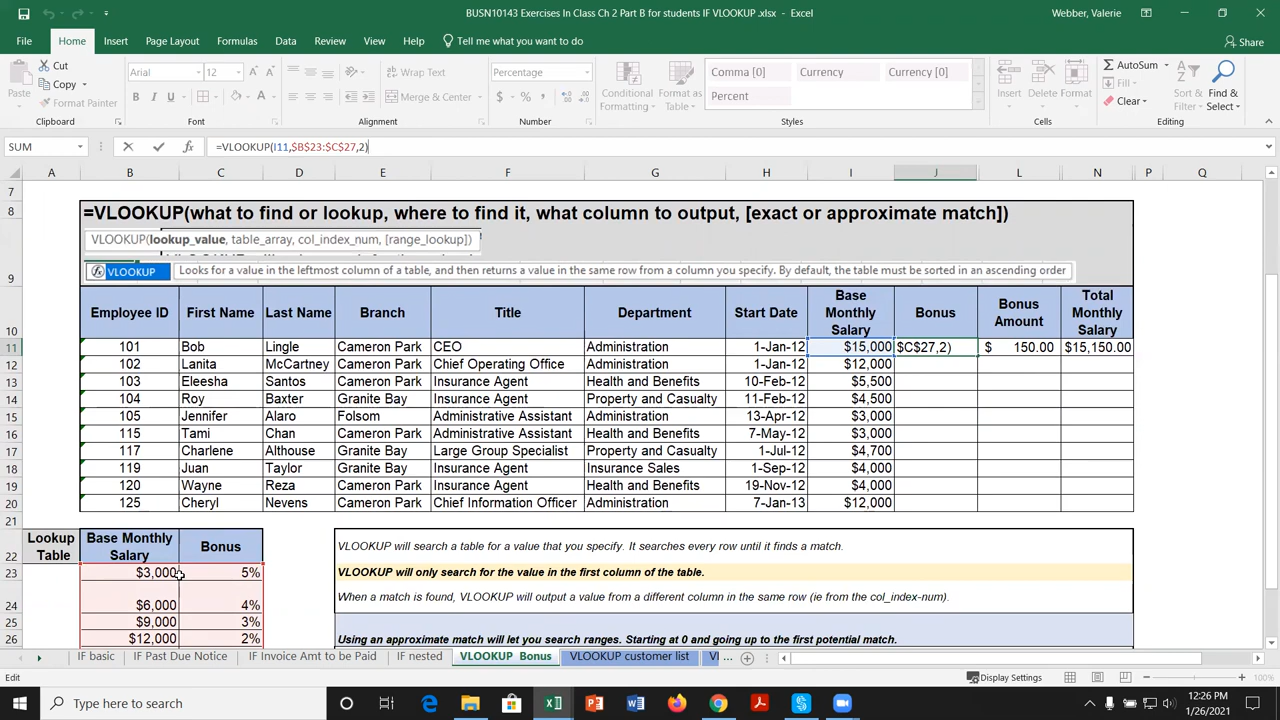 BUSN10143 Exercises In Class Ch 2 Part B for students IF VLOOKUP .xlsx - Excel
Webber, Valerie
File Home Insert Page Layout Formulas Data Review View Help Tell me what you want to do Share
Cut
Copy
Format Painter
Paste
Clipboard
Arial 12
B I U
Font
Wrap Text
Merge & Center
Alignment
Percentage
$ % ,
Number
Conditional Formatting
Format as Table
Comma [0] Currency Currency [0]
Percent
Styles
Insert Delete Format
Cells
AutoSum
Fill
Clear
Sort & Filter
Find & Select
Editing
SUM =VLOOKUP(I11,$B$23:$C$27,2)
A B C D E F G H I J L N P Q
7
8 =VLOOKUP(what to find or lookup, where to find it, what column to output, [exact or approximate match])
VLOOKUP(lookup_value, table_array, col_index_num, [range_lookup])
9 VLOOKUP Looks for a value in the leftmost column of a table, and then returns a value in the same row from a column you specify. By default, the table must be sorted in an ascending order
10 Employee ID First Name Last Name Branch Title Department Start Date Base Monthly Salary Bonus Bonus Amount Total Monthly Salary
11 101 Bob Lingle Cameron Park CEO Administration 1-Jan-12 $15,000 $C$27,2) $ 150.00 $15,150.00
12 102 Lanita McCartney Cameron Park Chief Operating Office Administration 1-Jan-12 $12,000
13 103 Eleesha Santos Cameron Park Insurance Agent Health and Benefits 10-Feb-12 $5,500
14 104 Roy Baxter Granite Bay Insurance Agent Property and Casualty 11-Feb-12 $4,500
15 105 Jennifer Alaro Folsom Administrative Assistant Administration 13-Apr-12 $3,000
16 115 Tami Chan Cameron Park Administrative Assistant Health and Benefits 7-May-12 $3,000
17 117 Charlene Althouse Granite Bay Large Group Specialist Property and Casualty 1-Jul-12 $4,700
18 119 Juan Taylor Granite Bay Insurance Agent Insurance Sales 1-Sep-12 $4,000
19 120 Wayne Reza Cameron Park Insurance Agent Health and Benefits 19-Nov-12 $4,000
20 125 Cheryl Nevens Cameron Park Chief Information Officer Administration 7-Jan-13 $12,000
21
22 Lookup Table Base Monthly Salary Bonus
VLOOKUP will search a table for a value that you specify. It searches every row until it finds a match.
23 $3,000 5% VLOOKUP will only search for the value in the first column of the table.
24 $6,000 4% When a match is found, VLOOKUP will output a value from a different column in the same row (ie from the col_index-num).
25 $9,000 3%
26 $12,000 2% Using an approximate match will let you search ranges. Starting at 0 and going up to the first potential match.
IF basic IF Past Due Notice IF Invoice Amt to be Paid IF nested VLOOKUP Bonus VLOOKUP customer list ...
Edit Display Settings 100%
Type here to search
12:26 PM
1/26/2021